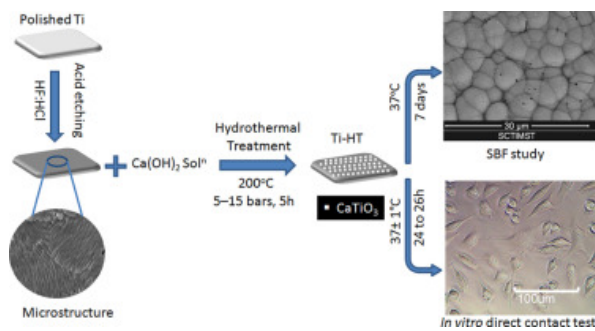 Polished Ti
Acid etching
HF:HCl
Ca(OH)₂ Solⁿ
Microstructure
Hydrothermal
Treatment
200°C
5–15 bars, 5h
Ti-HT
CaTiO₃
37°C
7 days
30 µm
SCTIMST
SBF study
37± 1°C
24 to 26h
100µm
In vitro direct contact test